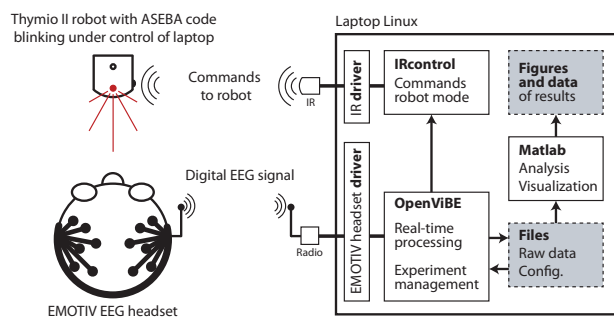 Thymio II robot with ASEBA code
blinking under control of laptop
Commands
to robot
IR
Digital EEG signal
Radio
EMOTIV EEG headset
Laptop Linux
IR driver
IRcontrol
Commands
robot mode
Figures
and data
of results
Matlab
Analysis
Visualization
EMOTIV headset driver
OpenViBE
Real-time
processing
Experiment
management
Files
Raw data
Config.